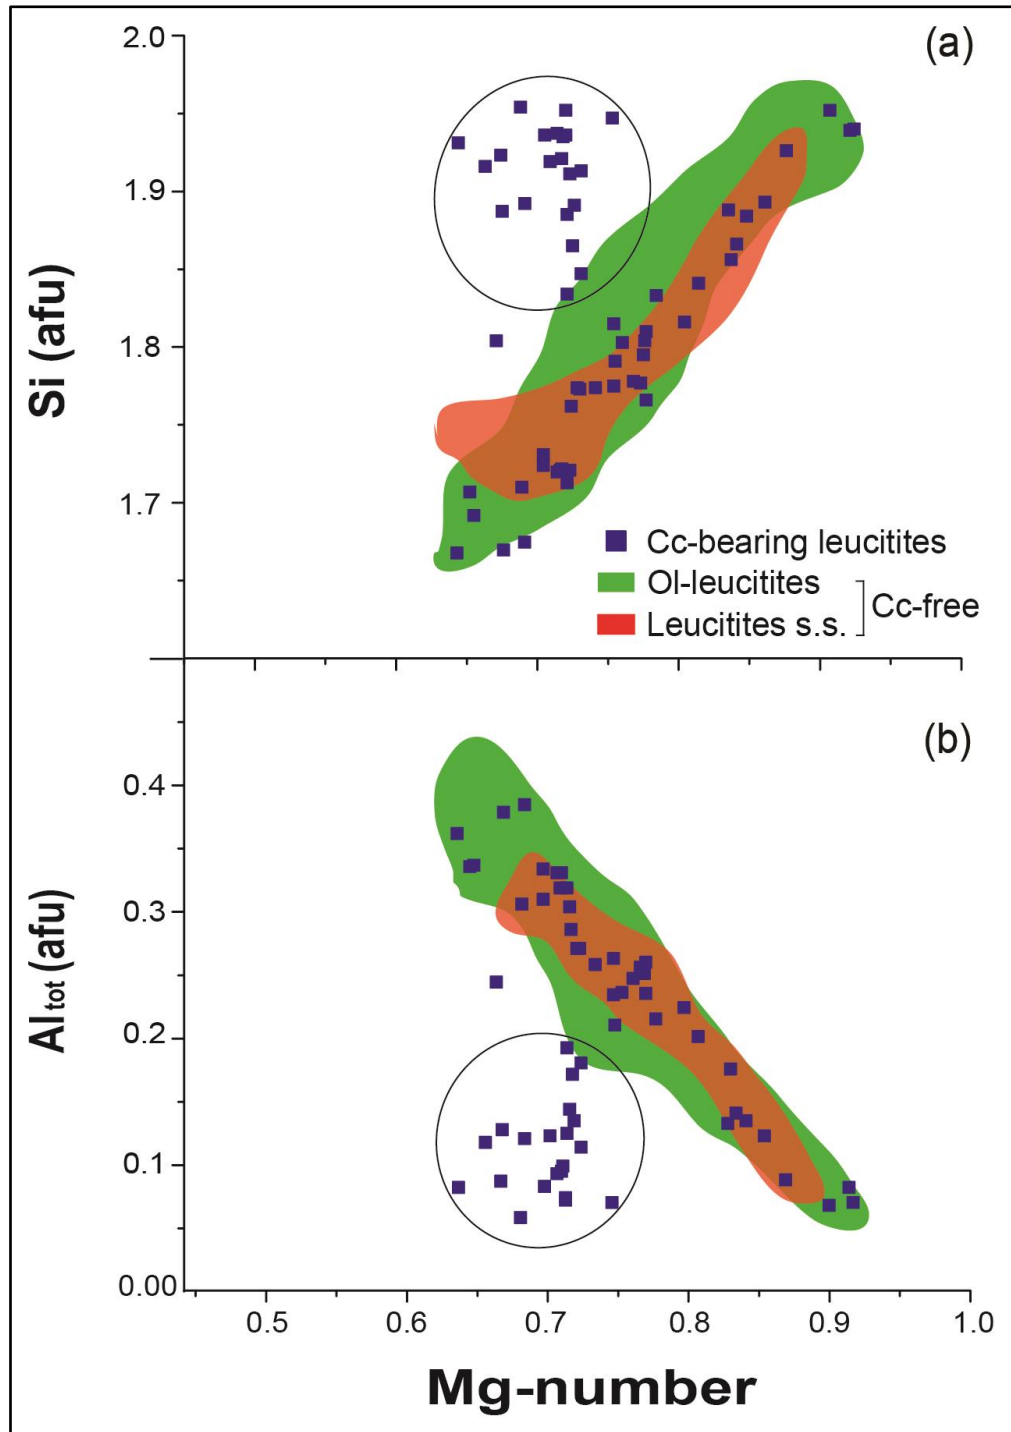 (a)
2.0
1.9
1.8
1.7
Si (afu)
Cc-bearing leucitites
Ol-leucitites
Leucitites s.s.
Cc-free
(b)
0.4
0.3
0.2
0.1
0.00
Altot (afu)
0.5 0.6 0.7 0.8 0.9 1.0
Mg-number